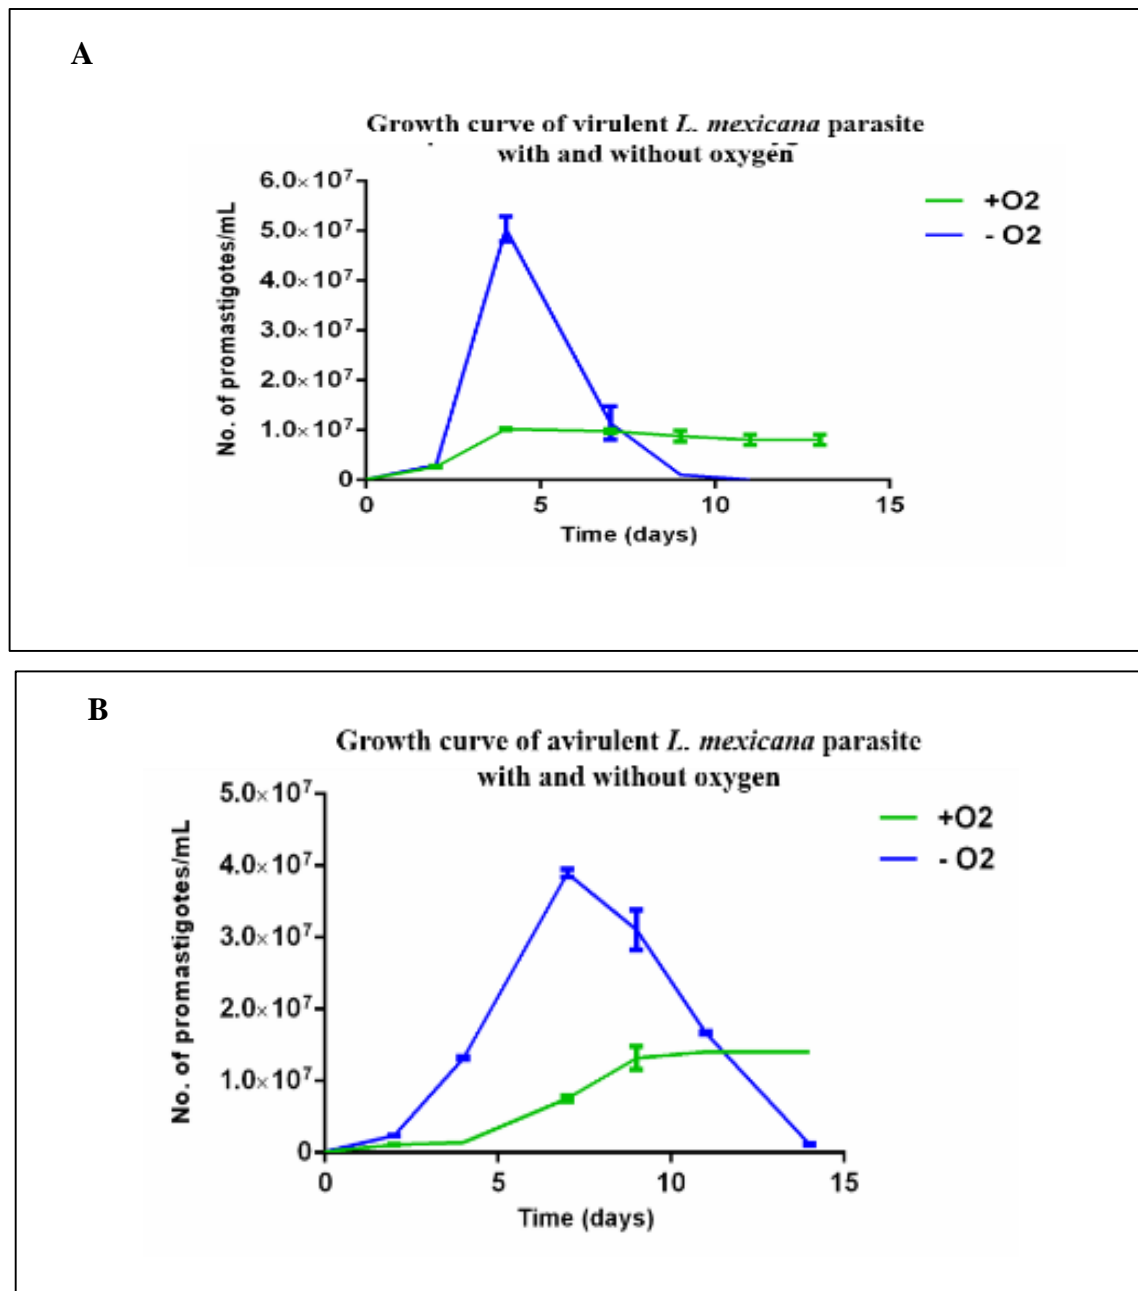 A
Growth curve of virulent L. mexicana parasite
with and without oxygen
6.0×10⁷
5.0×10⁷
4.0×10⁷
3.0×10⁷
2.0×10⁷
1.0×10⁷
0
No. of promastigotes/mL
+O2
- O2
0 5 10 15
Time (days)
B
Growth curve of avirulent L. mexicana parasite
with and without oxygen
5.0×10⁷
4.0×10⁷
3.0×10⁷
2.0×10⁷
1.0×10⁷
0
No. of promastigotes/mL
+O2
- O2
0 5 10 15
Time (days)